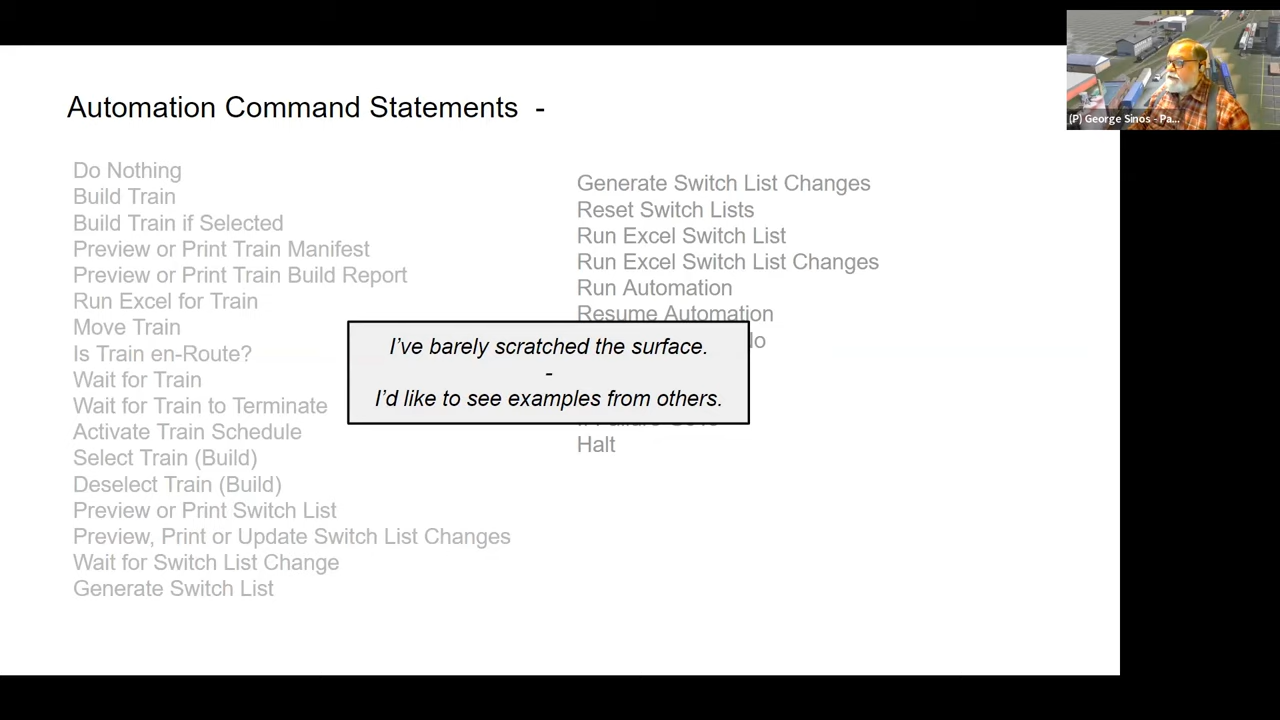 Automation Command Statements -
Do Nothing
Build Train
Build Train if Selected
Preview or Print Train Manifest
Preview or Print Train Build Report
Run Excel for Train
Move Train
Is Train en-Route?
Wait for Train
Wait for Train to Terminate
Activate Train Schedule
Select Train (Build)
Deselect Train (Build)
Preview or Print Switch List
Preview, Print or Update Switch List Changes
Wait for Switch List Change
Generate Switch List
Generate Switch List Changes
Reset Switch Lists
Run Excel Switch List
Run Excel Switch List Changes
Run Automation
Resume Automation
Halt
I've barely scratched the surface.
-
I'd like to see examples from others.
(P) George Sinos - Pa...